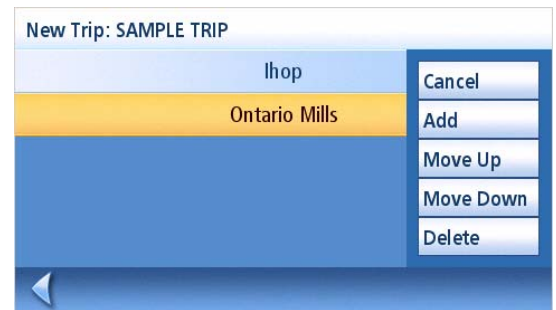 New Trip: SAMPLE TRIP
Ihop
Ontario Mills
Cancel
Add
Move Up
Move Down
Delete